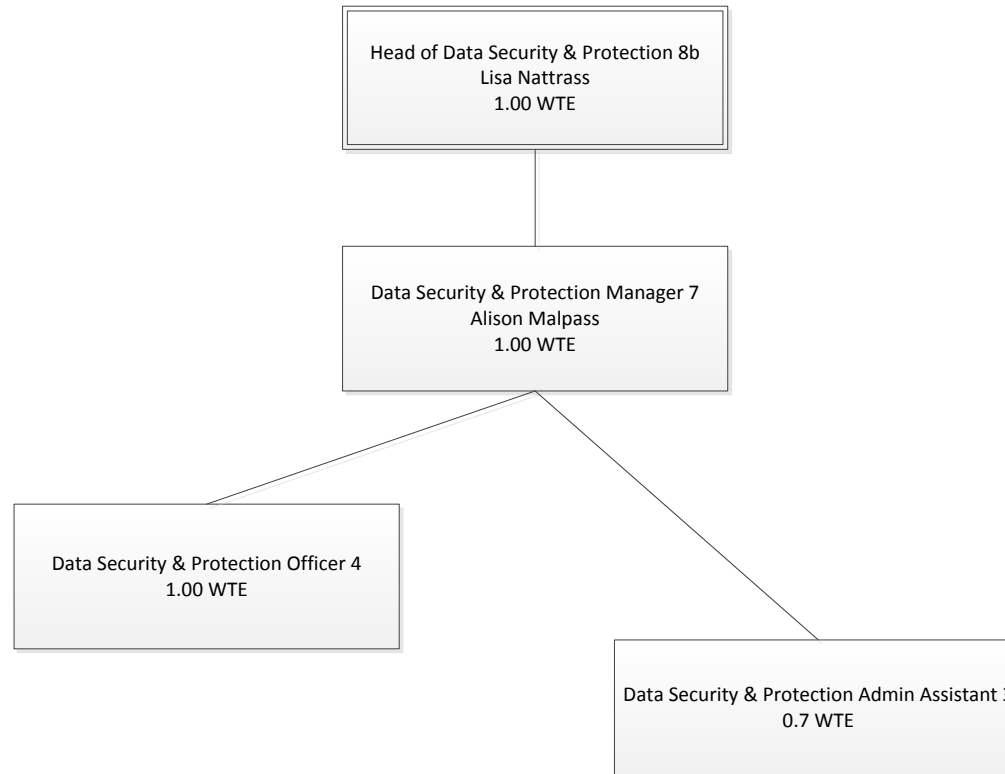 Head of Data Security & Protection 8b
Lisa Nattrass
1.00 WTE
Data Security & Protection Manager 7
Alison Malpass
1.00 WTE
Data Security & Protection Officer 4
1.00 WTE
Data Security & Protection Admin Assistant 3
0.7 WTE